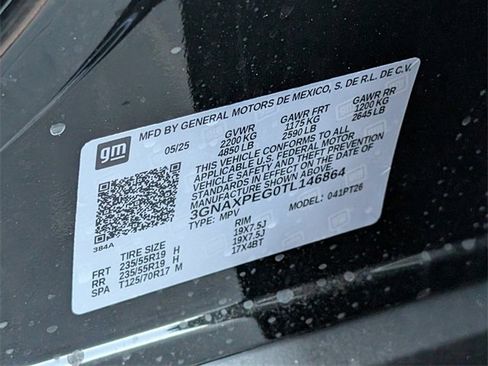 MFD BY GENERAL MOTORS DE MEXICO, S. DE R.L. DE C.V.
gm
05/25 GVWR GAWR FRT GAWR RR
2200 KG 1175 KG 1200 KG
4850 LB 2590 LB 2645 LB
THIS VEHICLE CONFORMS TO ALL
APPLICABLE U.S. FEDERAL MOTOR
VEHICLE SAFETY, BUMPER, AND THEFT PREVENTION
STANDARDS IN EFFECT ON THE DATE OF
MANUFACTURE SHOWN ABOVE.
3GNAXPEG0TL146864
TYPE: MPV MODEL: 041PT26
384A
TIRE SIZE RIM
FRT 235/55R19 H 19X7.5J
RR 235/55R19 H 19X7.5J
SPA T125/70R17 M 17X4BT